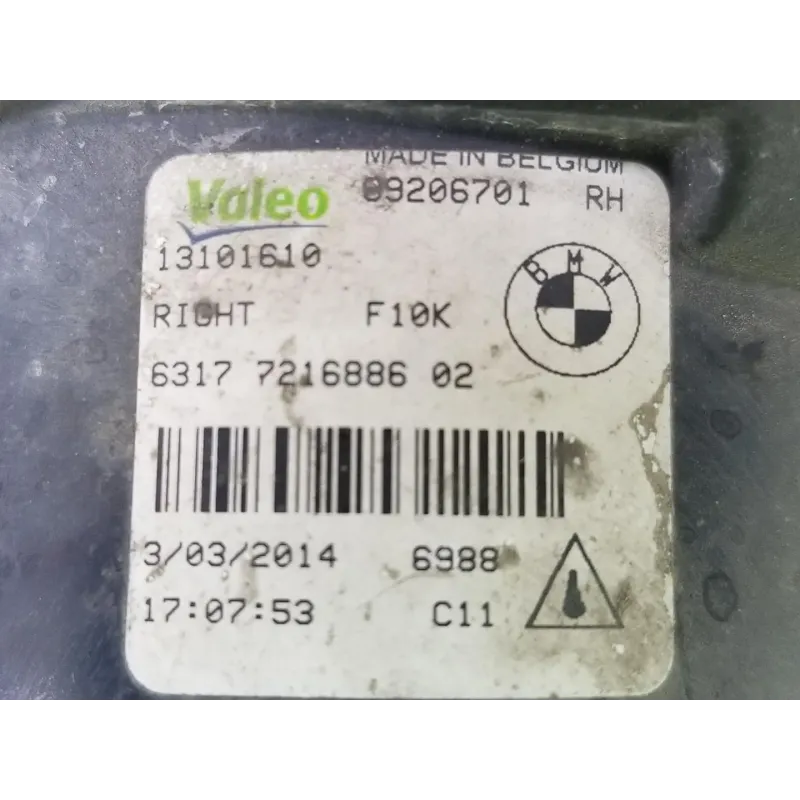 MADE IN BELGIUM
Valeo 89206701 RH
13101610
BMW
RIGHT F10K
6317 7216886 02
3/03/2014 6988
17:07:53 C11